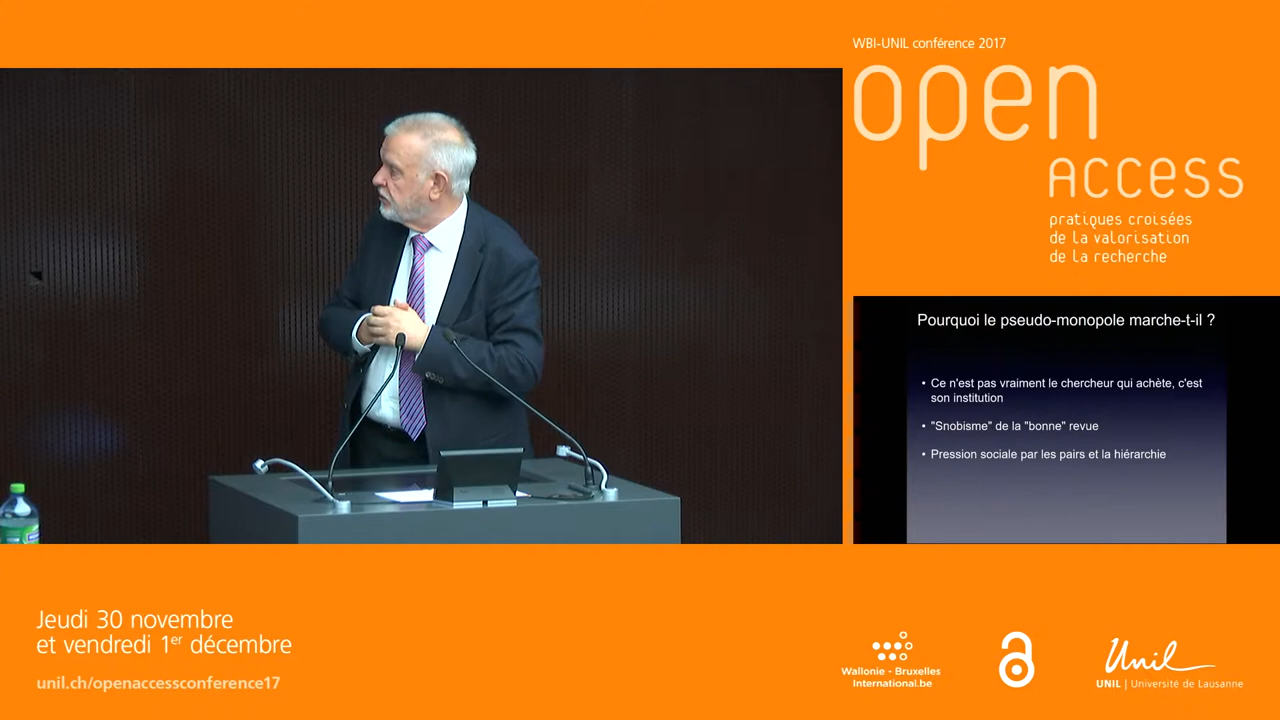 WBI-UNIL conférence 2017
open
access
pratiques croisées
de la valorisation
de la recherche
Pourquoi le pseudo-monopole marche-t-il ?
• Ce n'est pas vraiment le chercheur qui achète, c'est
son institution
• "Snobisme" de la "bonne" revue
• Pression sociale par les pairs et la hiérarchie
Jeudi 30 novembre
et vendredi 1er décembre
unil.ch/openaccessconference17
Wallonie - Bruxelles
International.be
Unil
UNIL | Université de Lausanne